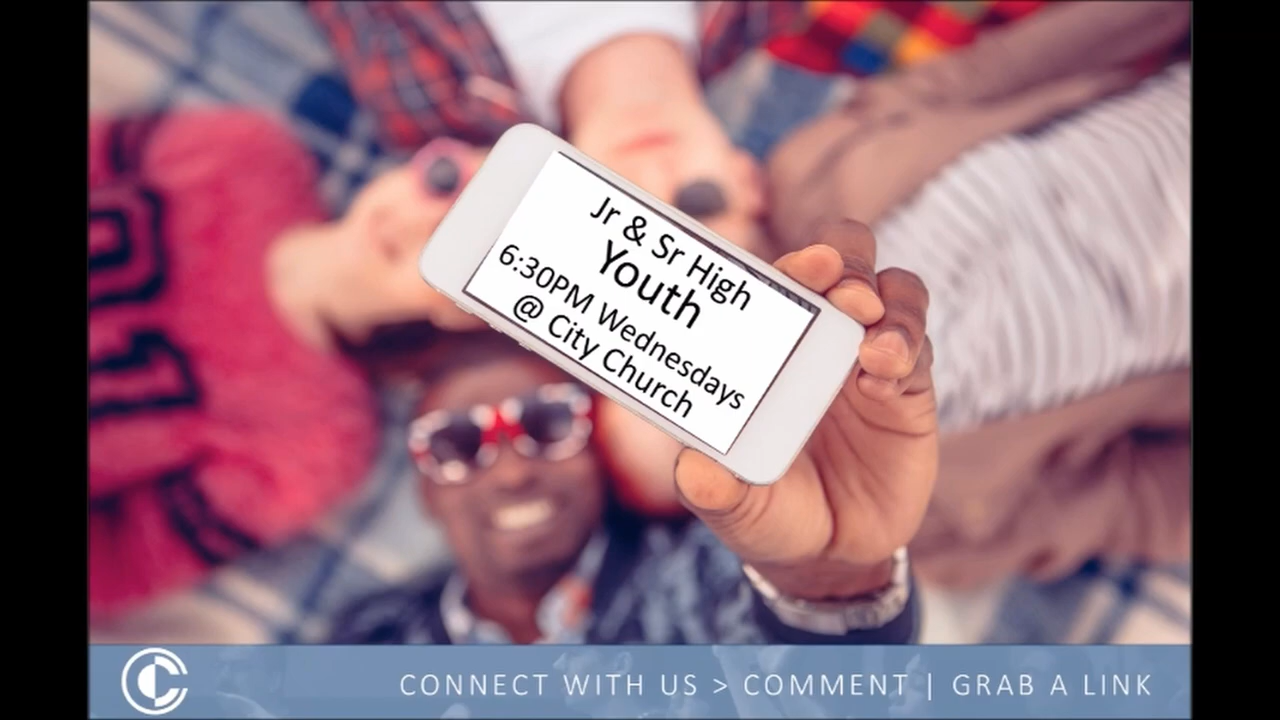 Jr & Sr High
Youth
6:30PM Wednesdays
@ City Church
CONNECT WITH US > COMMENT | GRAB A LINK